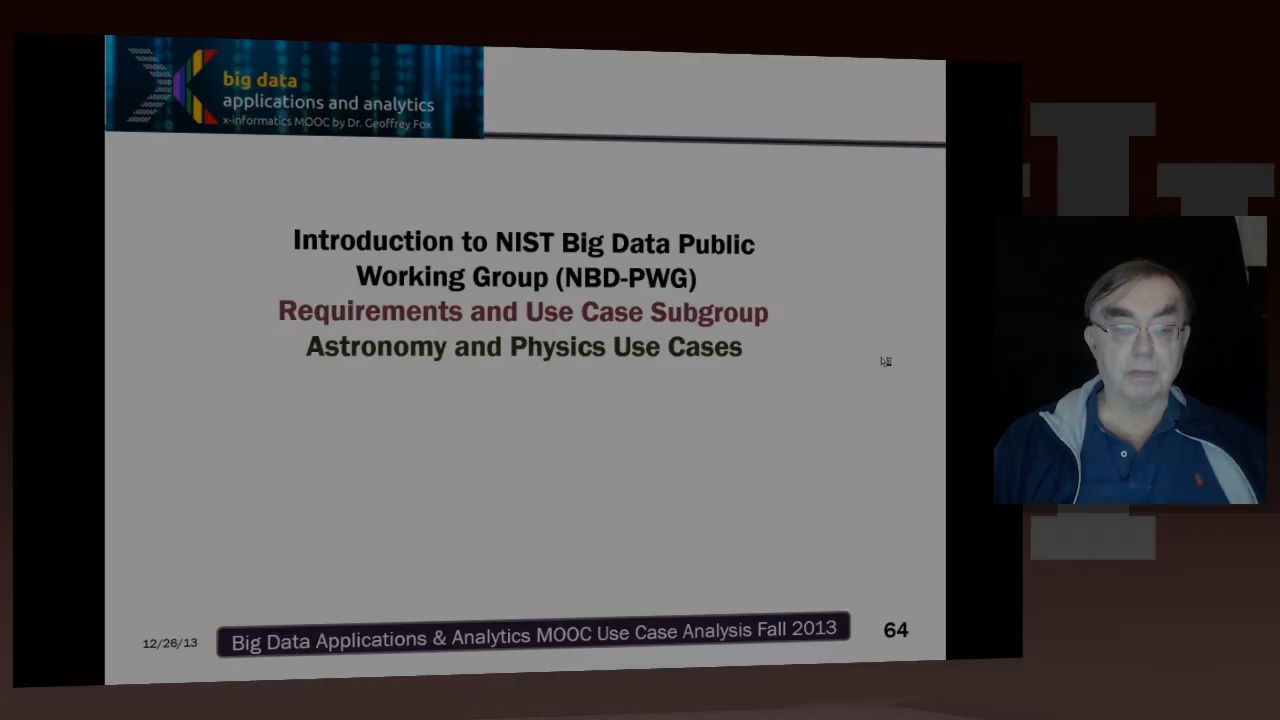 big data
applications and analytics
x-informatics MOOC by Dr. Geoffrey Fox
Introduction to NIST Big Data Public
Working Group (NBD-PWG)
Requirements and Use Case Subgroup
Astronomy and Physics Use Cases
12/26/13
Big Data Applications & Analytics MOOC Use Case Analysis Fall 2013
64